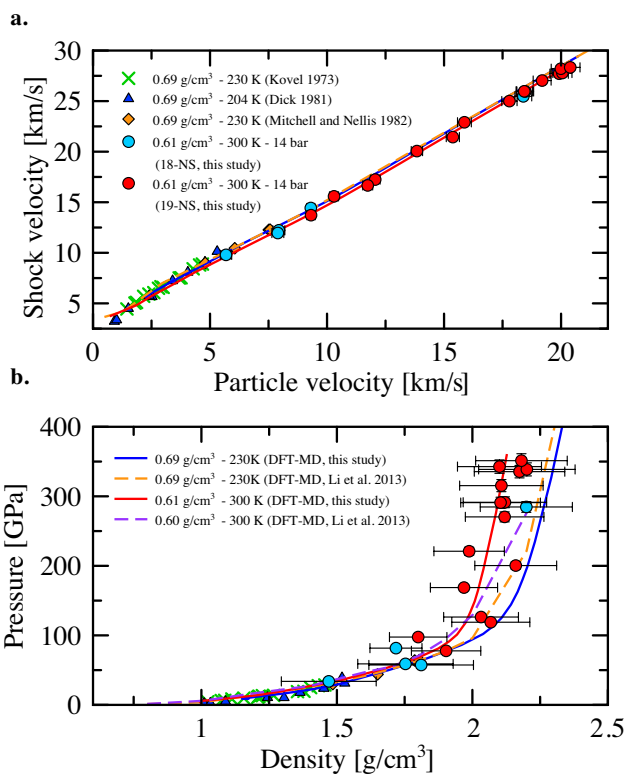 a.
30
25
20
15
10
5
0
5
10
15
20
Shock velocity [km/s]
Particle velocity [km/s]
0.69 g/cm³ - 230 K (Kovel 1973)
0.69 g/cm³ - 204 K (Dick 1981)
0.69 g/cm³ - 230 K (Mitchell and Nellis 1982)
0.61 g/cm³ - 300 K - 14 bar
(18-NS, this study)
0.61 g/cm³ - 300 K - 14 bar
(19-NS, this study)
b.
400
300
200
100
0
1
1.5
2
2.5
Pressure [GPa]
Density [g/cm³]
0.69 g/cm³ - 230K (DFT-MD, this study)
0.69 g/cm³ - 230K (DFT-MD, Li et al. 2013)
0.61 g/cm³ - 300 K (DFT-MD, this study)
0.60 g/cm³ - 300 K (DFT-MD, Li et al. 2013)